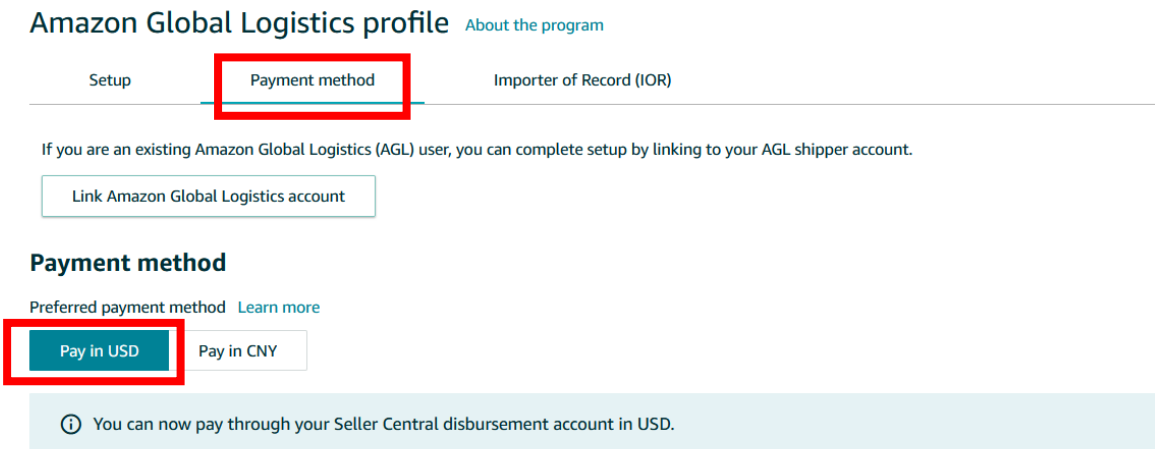 Amazon Global Logistics profile About the program
Setup Payment method Importer of Record (IOR)
If you are an existing Amazon Global Logistics (AGL) user, you can complete setup by linking to your AGL shipper account.
Link Amazon Global Logistics account
Payment method
Preferred payment method Learn more
Pay in USD Pay in CNY
You can now pay through your Seller Central disbursement account in USD.